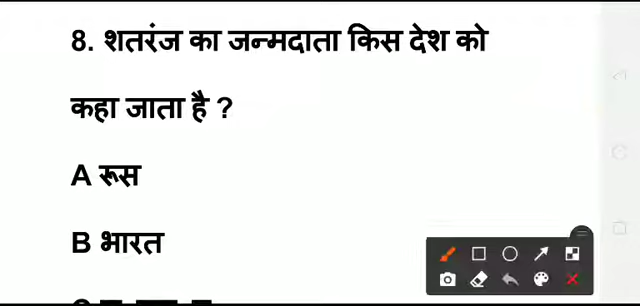 8. शतरंज का जन्मदाता किस देश को
कहा जाता है ?
A रूस
B भारत